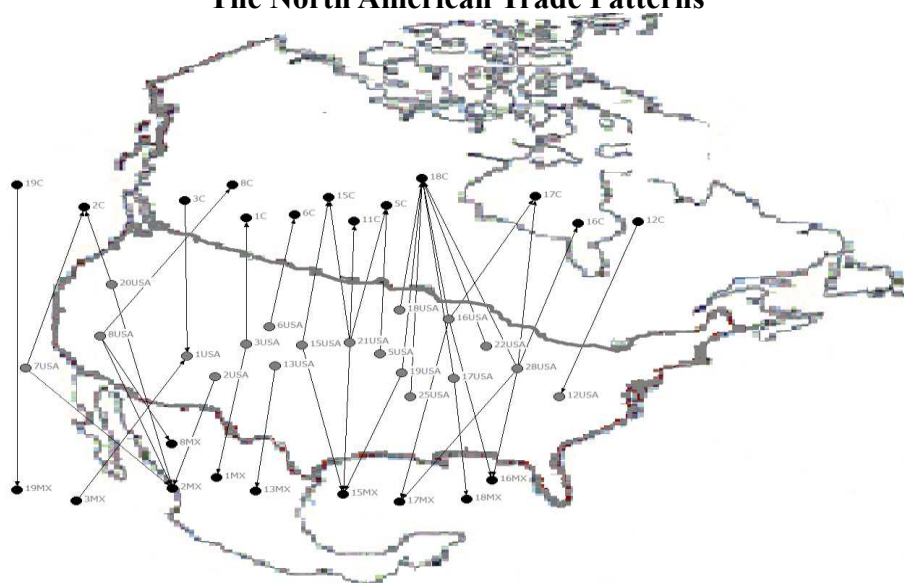 The North American Trade Patterns
18C
19C
8C
3C
15C
17C
2C
5C
6C
1C
11C
16C
12C
20USA
18USA
16USA
6USA
8USA
3USA
15USA
21USA
22USA
5USA
1USA
7USA
13USA
28USA
2USA
19USA
17USA
25USA
12USA
8MX
1MX
16MX
2MX
19MX
13MX
15MX
18MX
3MX
17MX